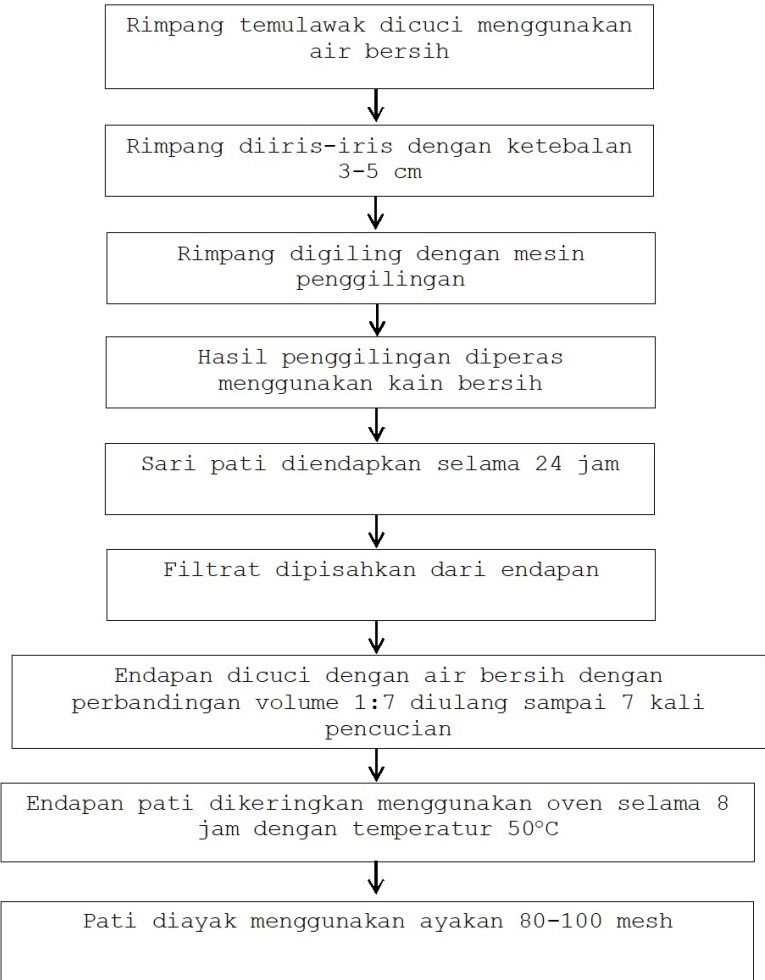 Rimpang temulawak dicuci menggunakan
air bersih
Rimpang diiris-iris dengan ketebalan
3-5 cm
Rimpang digiling dengan mesin
penggilingan
Hasil penggilingan diperas
menggunakan kain bersih
Sari pati diendapkan selama 24 jam
Filtrat dipisahkan dari endapan
Endapan dicuci dengan air bersih dengan
perbandingan volume 1:7 diulang sampai 7 kali
pencucian
Endapan pati dikeringkan menggunakan oven selama 8
jam dengan temperatur 50°C
Pati diayak menggunakan ayakan 80-100 mesh